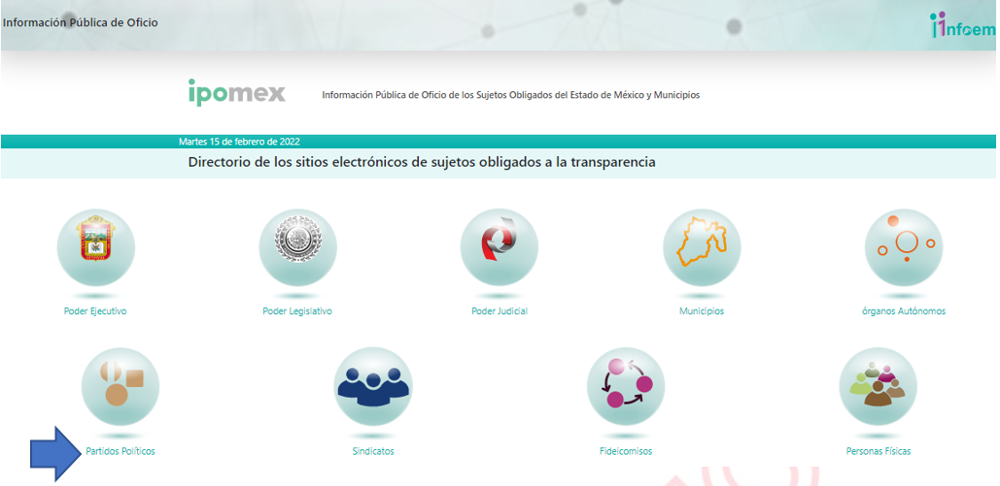 Información Pública de Oficio
infoem
ipomex
Información Pública de Oficio de los Sujetos Obligados del Estado de México y Municipios
Martes 15 de febrero de 2022
Directorio de los sitios electrónicos de sujetos obligados a la transparencia
Poder Ejecutivo
Poder Legislativo
Poder Judicial
Municipios
órganos Autónomos
Partidos Políticos
Sindicatos
Fideicomisos
Personas Físicas